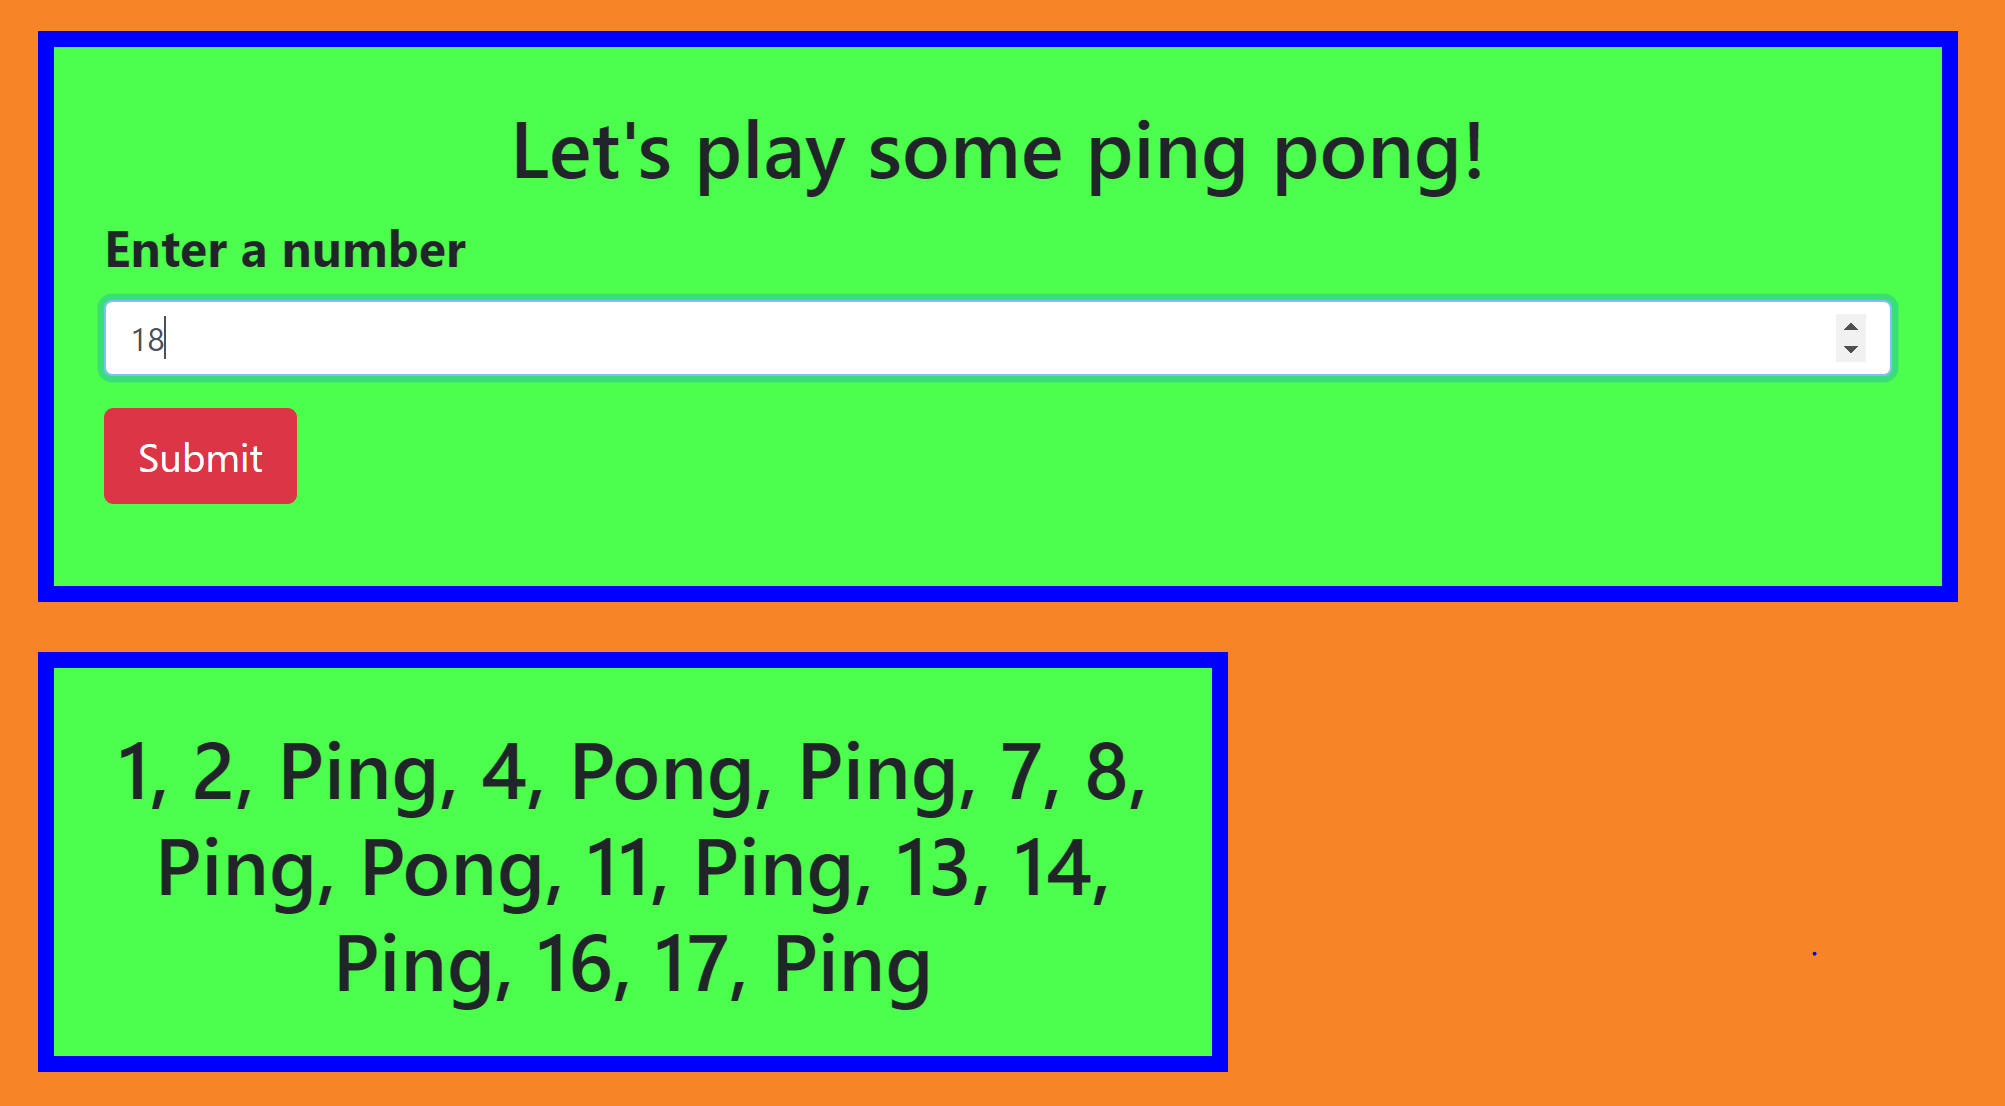 Let's play some ping pong!
Enter a number
18
Submit
1, 2, Ping, 4, Pong, Ping, 7, 8,
Ping, Pong, 11, Ping, 13, 14,
Ping, 16, 17, Ping